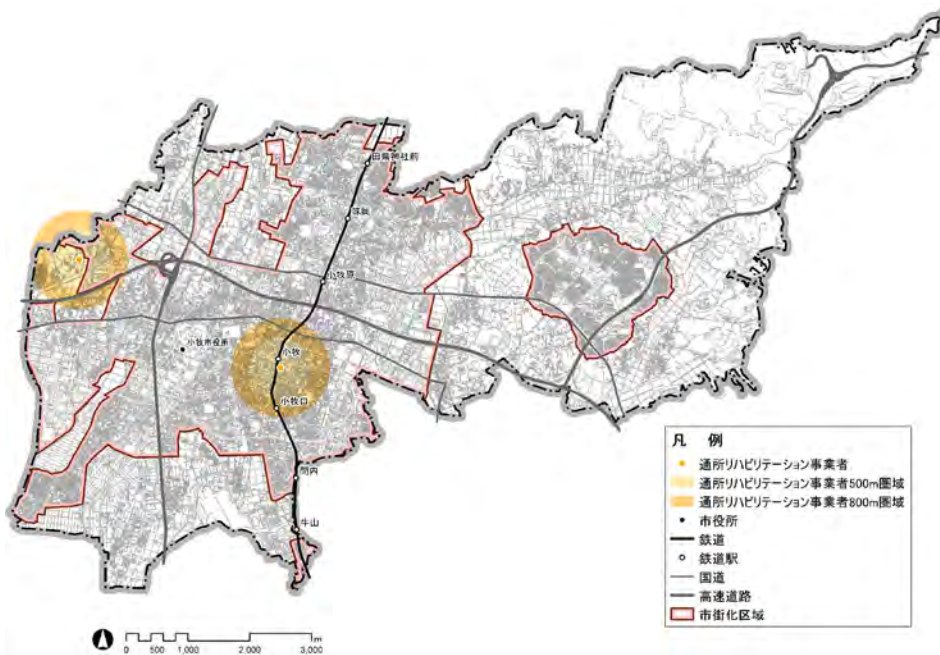 田県神社前
味岡
小牧原
小牧市役所
小牧
小牧口
間内
牛山
凡 例
通所リハビリテーション事業者
通所リハビリテーション事業者500m圏域
通所リハビリテーション事業者800m圏域
市役所
鉄道
鉄道駅
国道
高速道路
市街化区域
0 500 1,000 2,000 3,000 m